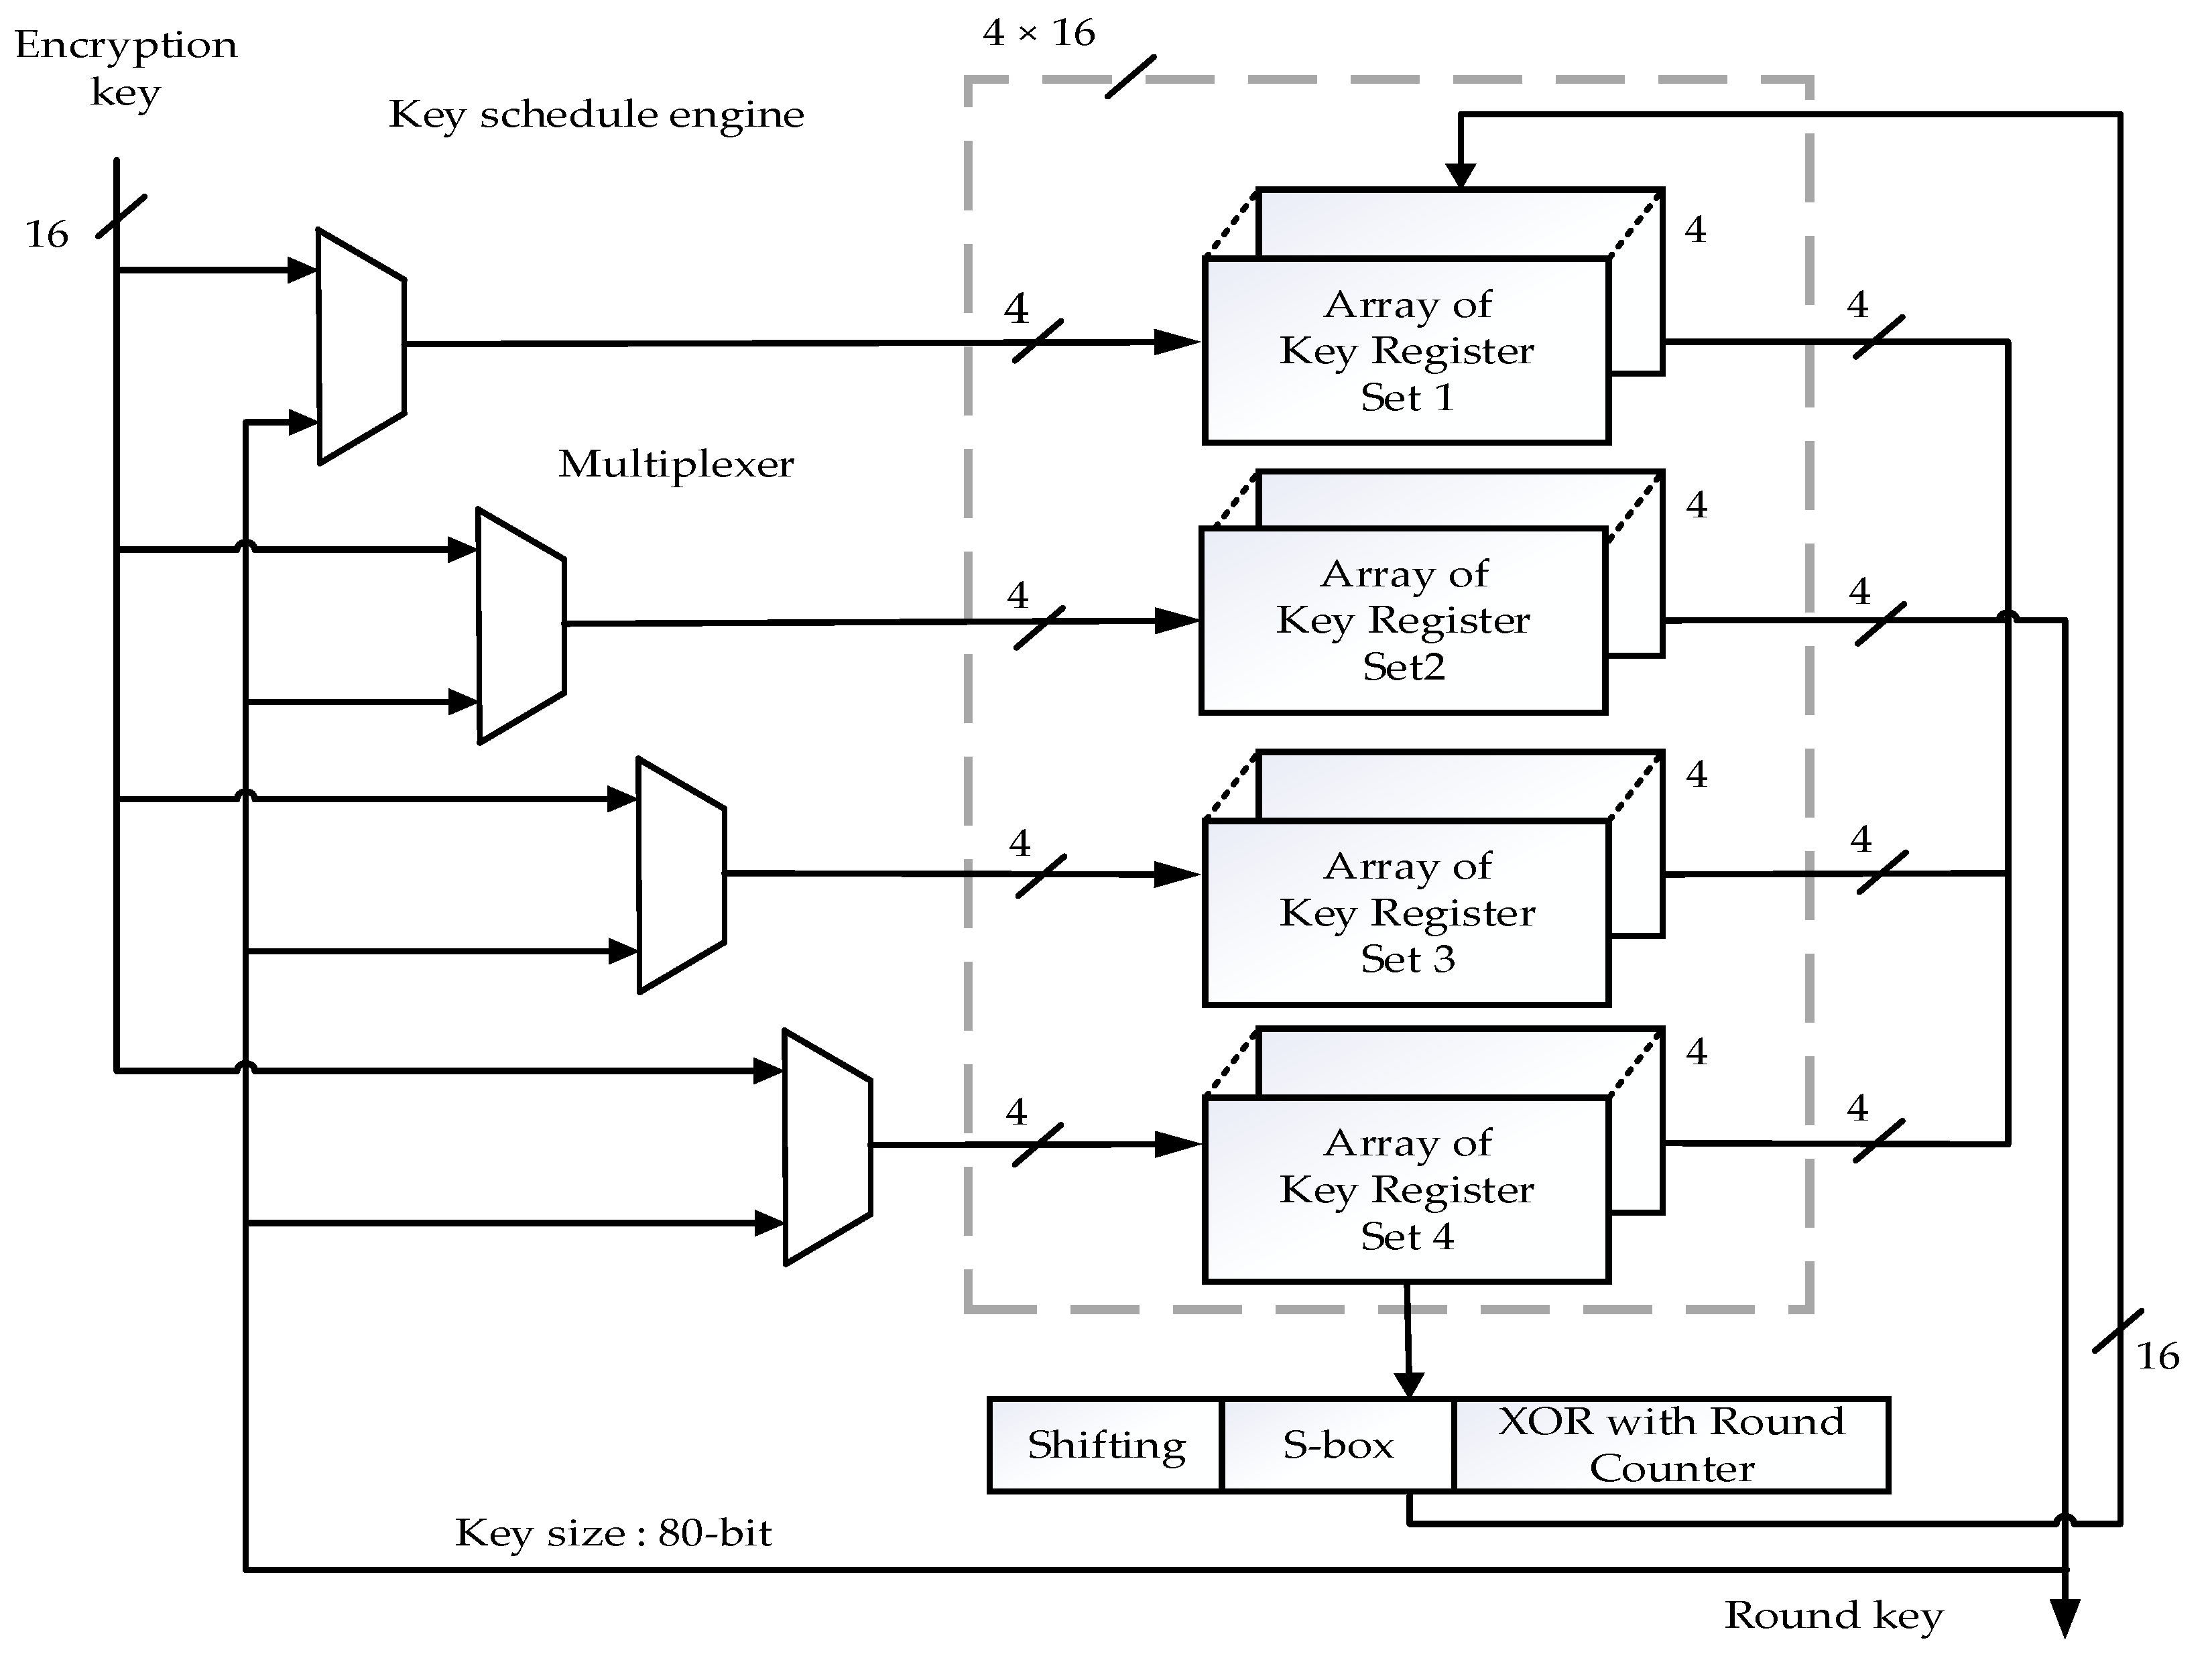 4 × 16
Encryption
key
Key schedule engine
16
4
4
4
Array of
Key Register
Set 1
Multiplexer
4
4
4
Array of
Key Register
Set2
4
4
4
Array of
Key Register
Set 3
4
4
4
Array of
Key Register
Set 4
16
Shifting
S-box
XOR with Round
Counter
Key size : 80-bit
Round key